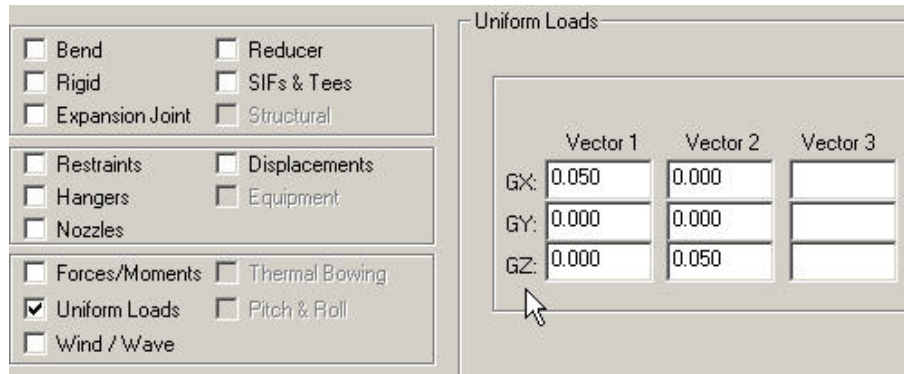 Bend Reducer
Rigid SIFs & Tees
Expansion Joint Structural
Restraints Displacements
Hangers Equipment
Nozzles
Forces/Moments Thermal Bowing
Uniform Loads Pitch & Roll
Wind / Wave
Uniform Loads
Vector 1 Vector 2 Vector 3
GX: 0.050 0.000
GY: 0.000 0.000
GZ: 0.000 0.050